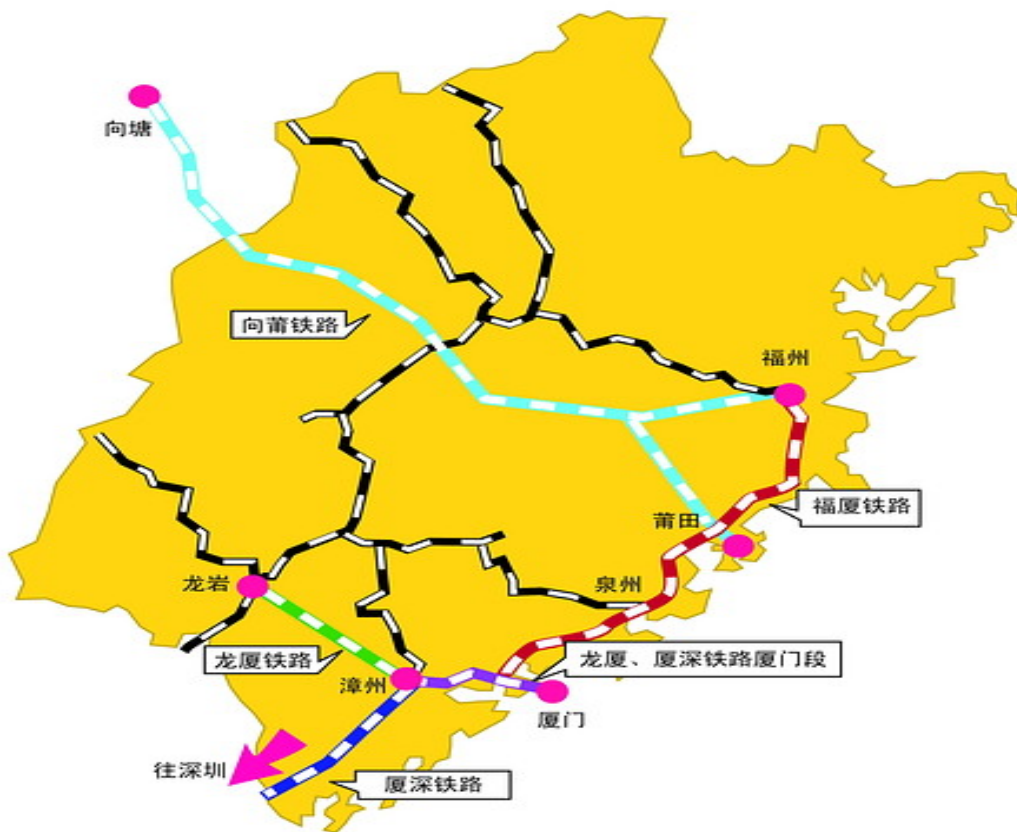 向塘
向莆铁路
福州
福厦铁路
莆田
龙岩
泉州
龙厦铁路
龙厦、厦深铁路厦门段
漳州
厦门
往深圳
厦深铁路